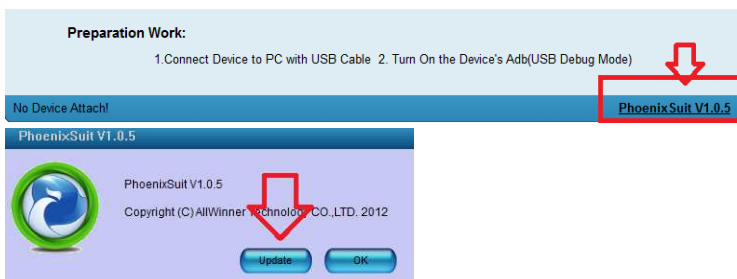 Preparation Work:
1.Connect Device to PC with USB Cable 2. Turn On the Device's Adb(USB Debug Mode)
No Device Attach! PhoenixSuit V1.0.5
PhoenixSuit V1.0.5
PhoenixSuit V1.0.5
Copyright (C) AllWinner Technology CO.,LTD. 2012
Update OK